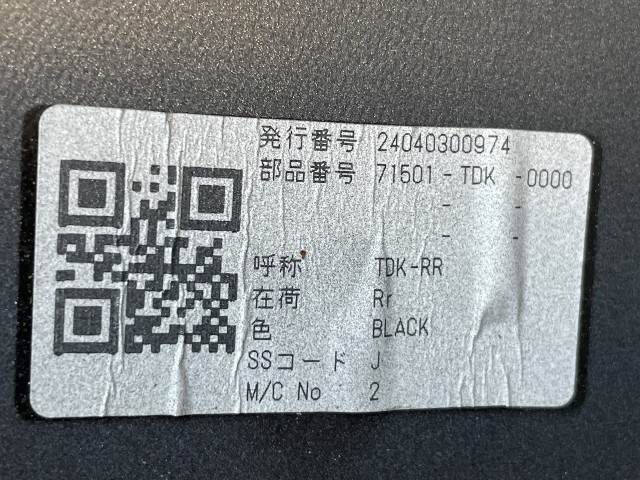 発行番号 24040300974
部品番号 71501-TDK -0000
- -
- -
呼称 TDK-RR
在荷 Rr
色 BLACK
SSコード J
M/C No 2